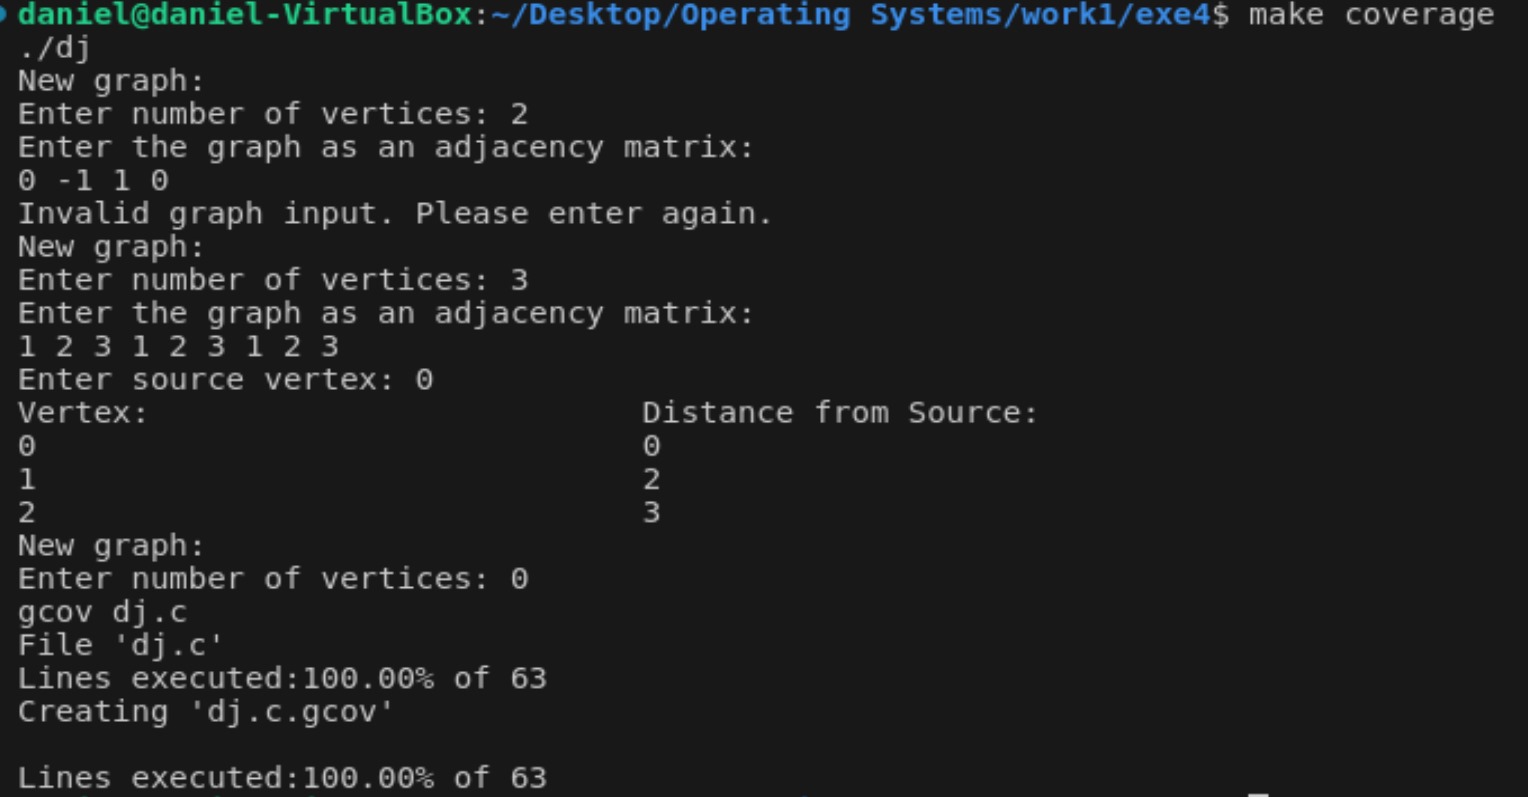 daniel@daniel-VirtualBox:~/Desktop/Operating Systems/work1/exe4$ make coverage
./dj
New graph:
Enter number of vertices: 2
Enter the graph as an adjacency matrix:
0 -1 1 0
Invalid graph input. Please enter again.
New graph:
Enter number of vertices: 3
Enter the graph as an adjacency matrix:
1 2 3 1 2 3 1 2 3
Enter source vertex: 0
Vertex: Distance from Source:
0 0
1 2
2 3
New graph:
Enter number of vertices: 0
gcov dj.c
File 'dj.c'
Lines executed:100.00% of 63
Creating 'dj.c.gcov'
Lines executed:100.00% of 63